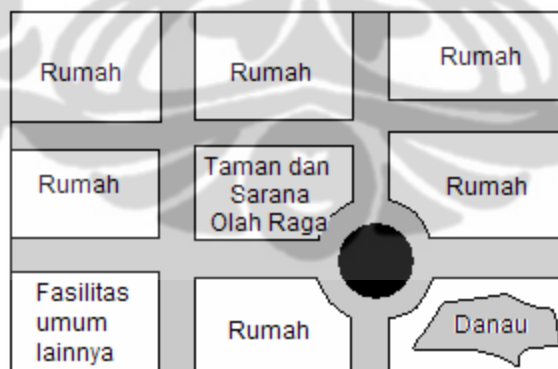 Rumah
Rumah
Rumah
Rumah
Taman dan
Sarana
Olah Raga
Rumah
Fasilitas
umum
lainnya
Rumah
Danau